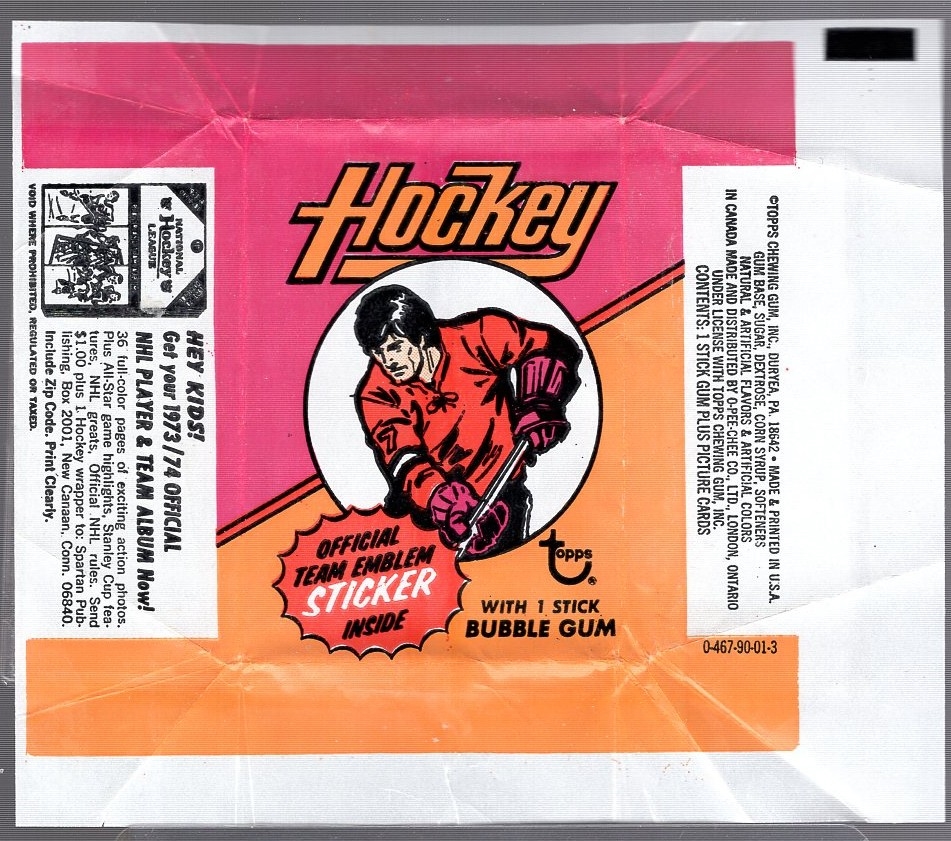 Hockey
OFFICIAL
TEAM EMBLEM
STICKER
INSIDE
topps
®
WITH 1 STICK
BUBBLE GUM
7
NATIONAL
Hockey
LEAGUE
HEY KIDS!
Get your 1973/74 OFFICIAL
NHL PLAYER & TEAM ALBUM Now!
36 full-color pages of exciting action photos.
Plus All-Star game highlights, Stanley Cup fea-
tures, NHL greats, Official NHL rules. Send
$1.00 plus 1 Hockey wrapper to: Spartan Pub-
lishing, Box 2001, New Canaan, Conn. 06840.
Include Zip Code. Print Clearly.
VOID WHERE PROHIBITED, REGULATED OR TAXED.
©TOPPS CHEWING GUM, INC., DURYEA, PA 18642 • MADE & PRINTED IN U.S.A.
GUM BASE, SUGAR, DEXTROSE, CORN SYRUP, SOFTENERS
NATURAL & ARTIFICIAL FLAVORS & ARTIFICIAL COLORS
IN CANADA MADE AND DISTRIBUTED BY O-PEE-CHEE CO., LTD., LONDON, ONTARIO
UNDER LICENSE WITH TOPPS CHEWING GUM, INC.
CONTENTS: 1 STICK GUM PLUS PICTURE CARDS
0-467-90-01-3